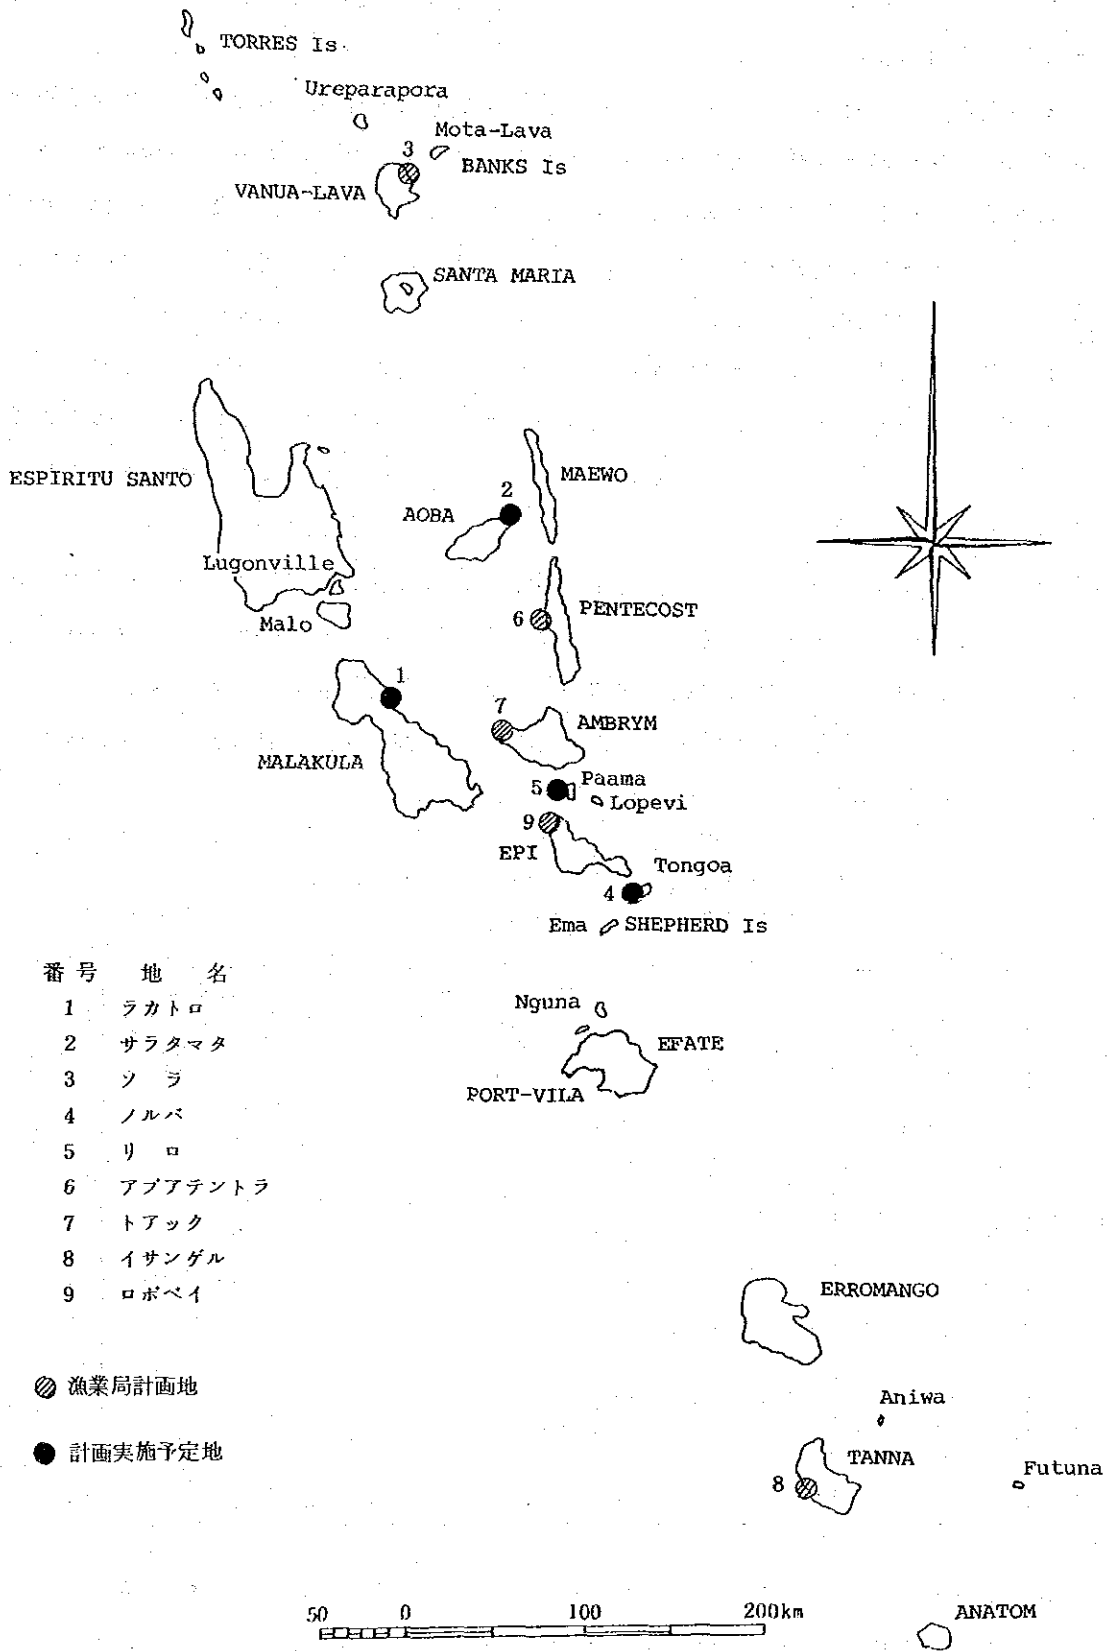 TORRES Is.
Ureparapora
Mota-Lava
3
BANKS Is
VANUA-LAVA
SANTA MARIA
ESPIRITU SANTO
MAEWO
2
AOBA
Lugonville
Malo
6
PENTECOST
1
7
AMBRYM
MALAKULA
5
Paama
Lopevi
9
EPI
Tongoa
4
Ema
SHEPHERD Is
番号 地 名
1 ラカトロ
2 サラタマタ
3 ソ ラ
4 ノルバ
5 リ ロ
6 アブアテントラ
7 トアック
8 イサンゲル
9 ロボベイ
Nguna
EFATE
PORT-VILA
漁業局計画地
計画実施予定地
ERROMANGO
Aniwa
TANNA
Futuna
8
50 0 100 200km
ANATOM